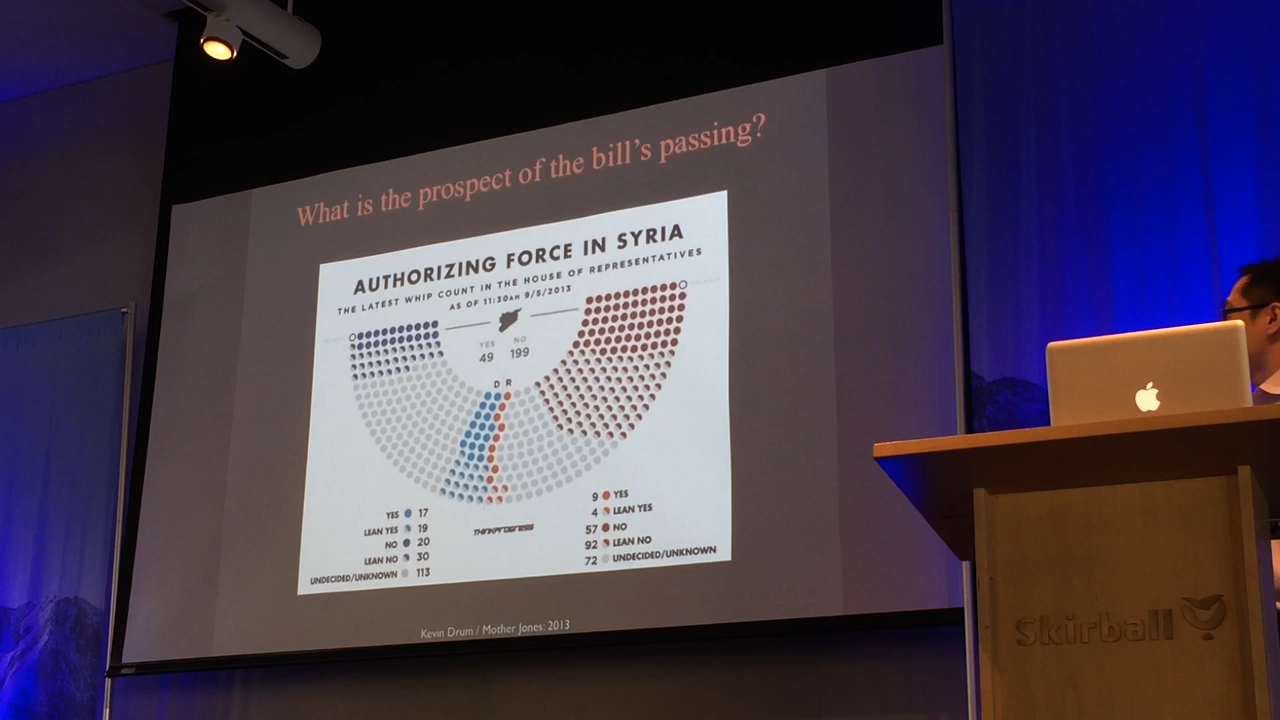 What is the prospect of the bill's passing?
AUTHORIZING FORCE IN SYRIA
THE LATEST WHIP COUNT IN THE HOUSE OF REPRESENTATIVES
AS OF 11:30AM 9/5/2013
YES NO
49 199
D R
YES 17
LEAN YES 19
NO 20
LEAN NO 30
UNDECIDED/UNKNOWN 113
THINKPROGRESS
9 YES
4 LEAN YES
57 NO
92 LEAN NO
72 UNDECIDED/UNKNOWN
Kevin Drum / Mother Jones: 2013
Skirball